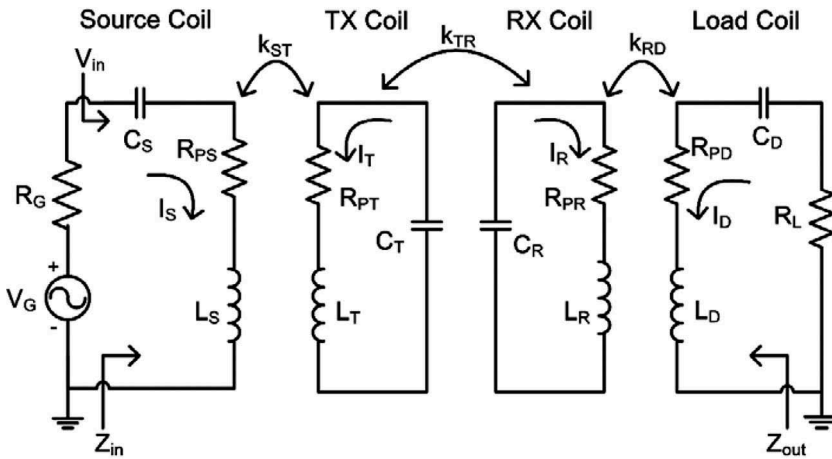 Source Coil TX Coil RX Coil Load Coil
V_in k_ST k_TR k_RD
C_S C_D
R_PS I_T I_R R_PD
R_G I_S R_PT R_PR I_D R_L
C_T C_R
+
V_G L_S L_T L_R L_D
-
Z_in Z_out